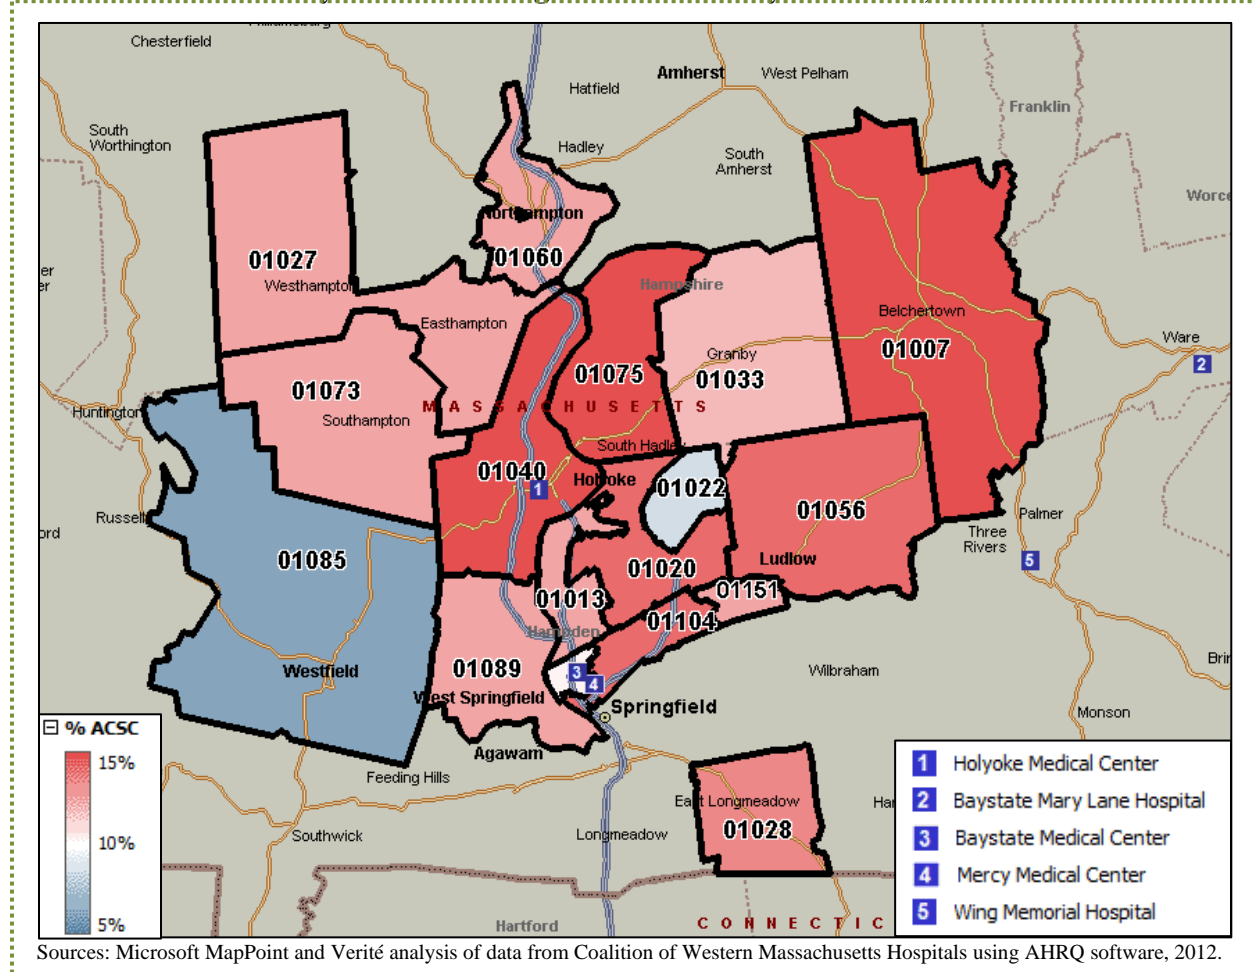 Chesterfield
Amherst
West Pelham
Hatfield
Franklin
South
Worthington
Hadley
South
Amherst
Northampton
01027
01060
Westhampton
Hampshire
Easthampton
Belchertown
Ware
01007
Granby
2
01075
01033
01073
Huntington
MASSACHUSETTS
Southampton
South Hadley
01040
Holyoke
1
01022
01056
Russell
Palmer
Three
Rivers
01085
Ludlow
5
01020
01151
01013
01104
Hampden
Westfield
01089
3
4
Wilbraham
West Springfield
Springfield
Monson
Agawam
Feeding Hills
East Longmeadow
01028
Southwick
Longmeadow
Hartford
CONNECTIC
% ACSC
15%
10%
5%
1 Holyoke Medical Center
2 Baystate Mary Lane Hospital
3 Baystate Medical Center
4 Mercy Medical Center
5 Wing Memorial Hospital
Sources: Microsoft MapPoint and Verité analysis of data from Coalition of Western Massachusetts Hospitals using AHRQ software, 2012.